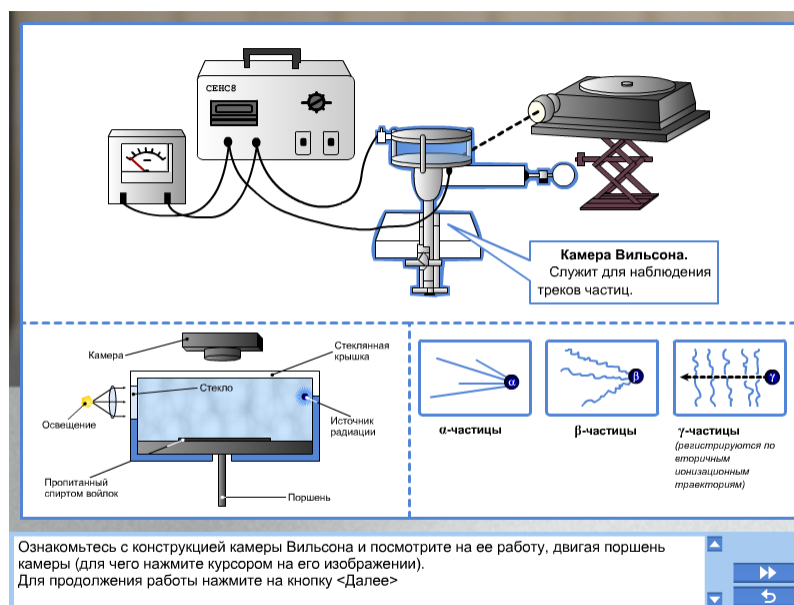 СЕНС8
Камера Вильсона.
Служит для наблюдения
треков частиц.
Камера
Стеклянная
крышка
Стекло
Освещение
Источник
радиации
Пропитанный
спиртом войлок
Поршень
α
β
γ
α-частицы
β-частицы
γ-частицы
(регистрируются по
вторичным
ионизационным
траекториям)
Ознакомьтесь с конструкцией камеры Вильсона и посмотрите на ее работу, двигая поршень
камеры (для чего нажмите курсором на его изображении).
Для продолжения работы нажмите на кнопку <Далее>